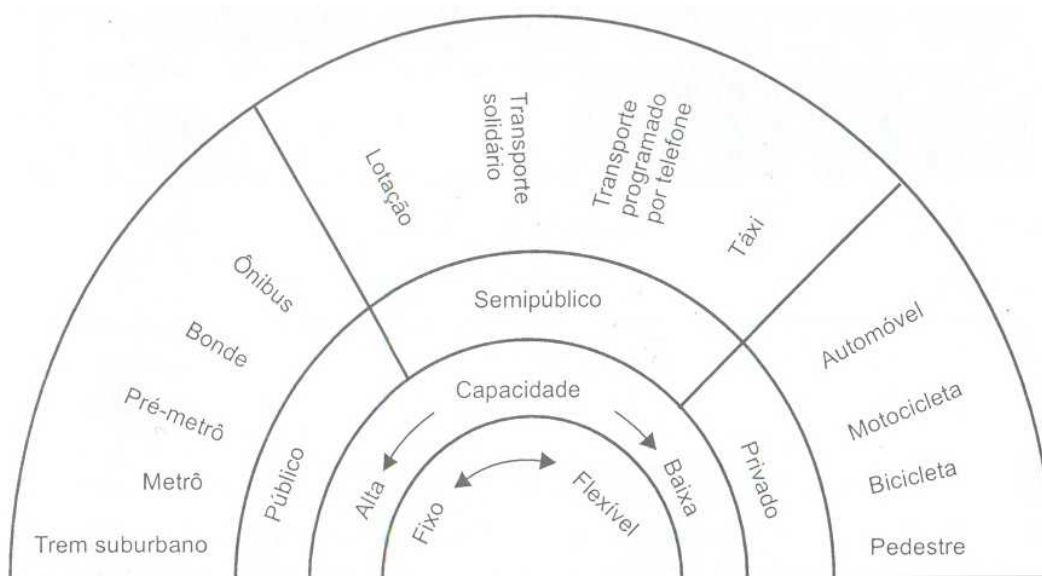 Transporte
solidário
Transporte
programado
por telefone
Lotação
Táxi
Ônibus
Bonde
Pré-metrô
Metrô
Trem suburbano
Semipúblico
Automóvel
Motocicleta
Bicicleta
Pedestre
Público
Capacidade
Privado
Alta
Baixa
Fixo
Flexível